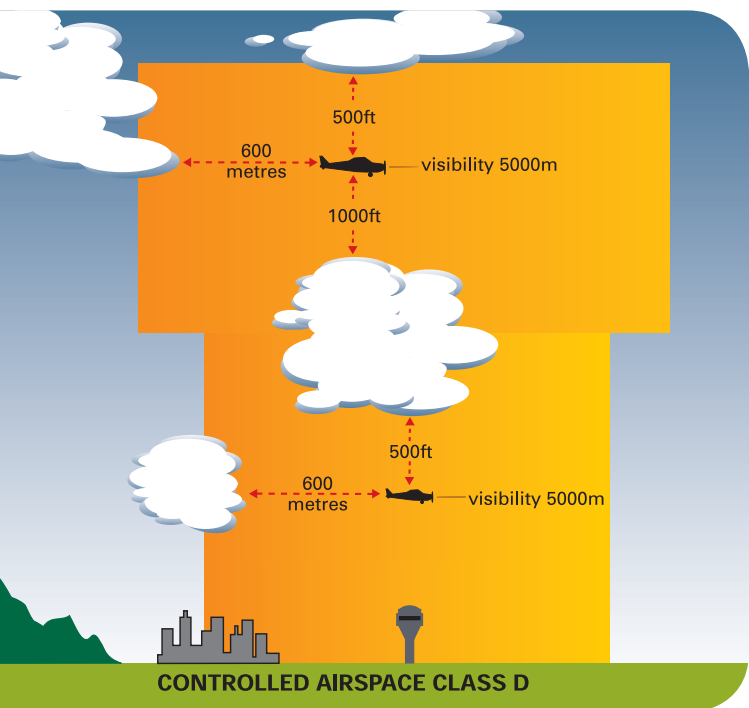 500ft
600
metres
visibility 5000m
1000ft
500ft
600
metres
visibility 5000m
CONTROLLED AIRSPACE CLASS D